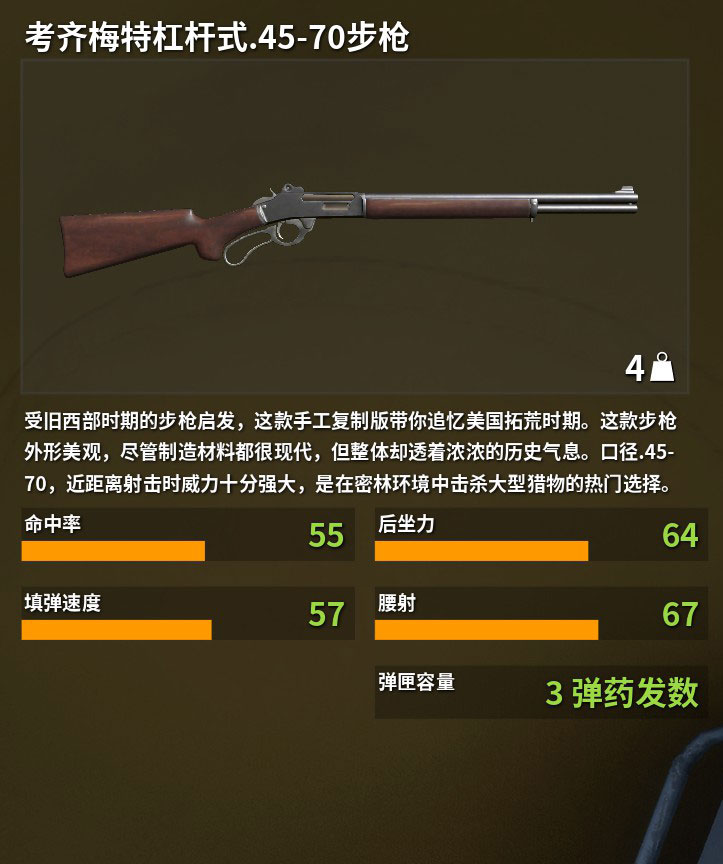 考齐梅特杠杆式.45-70步枪
4
受旧西部时期的步枪启发，这款手工复制版带你追忆美国拓荒时期。这款步枪
外形美观，尽管制造材料都很现代，但整体却透着浓浓的历史气息。口径.45-
70，近距离射击时威力十分强大，是在密林环境中击杀大型猎物的热门选择。
命中率
55
后坐力
64
填弹速度
57
腰射
67
弹匣容量
3 弹药发数